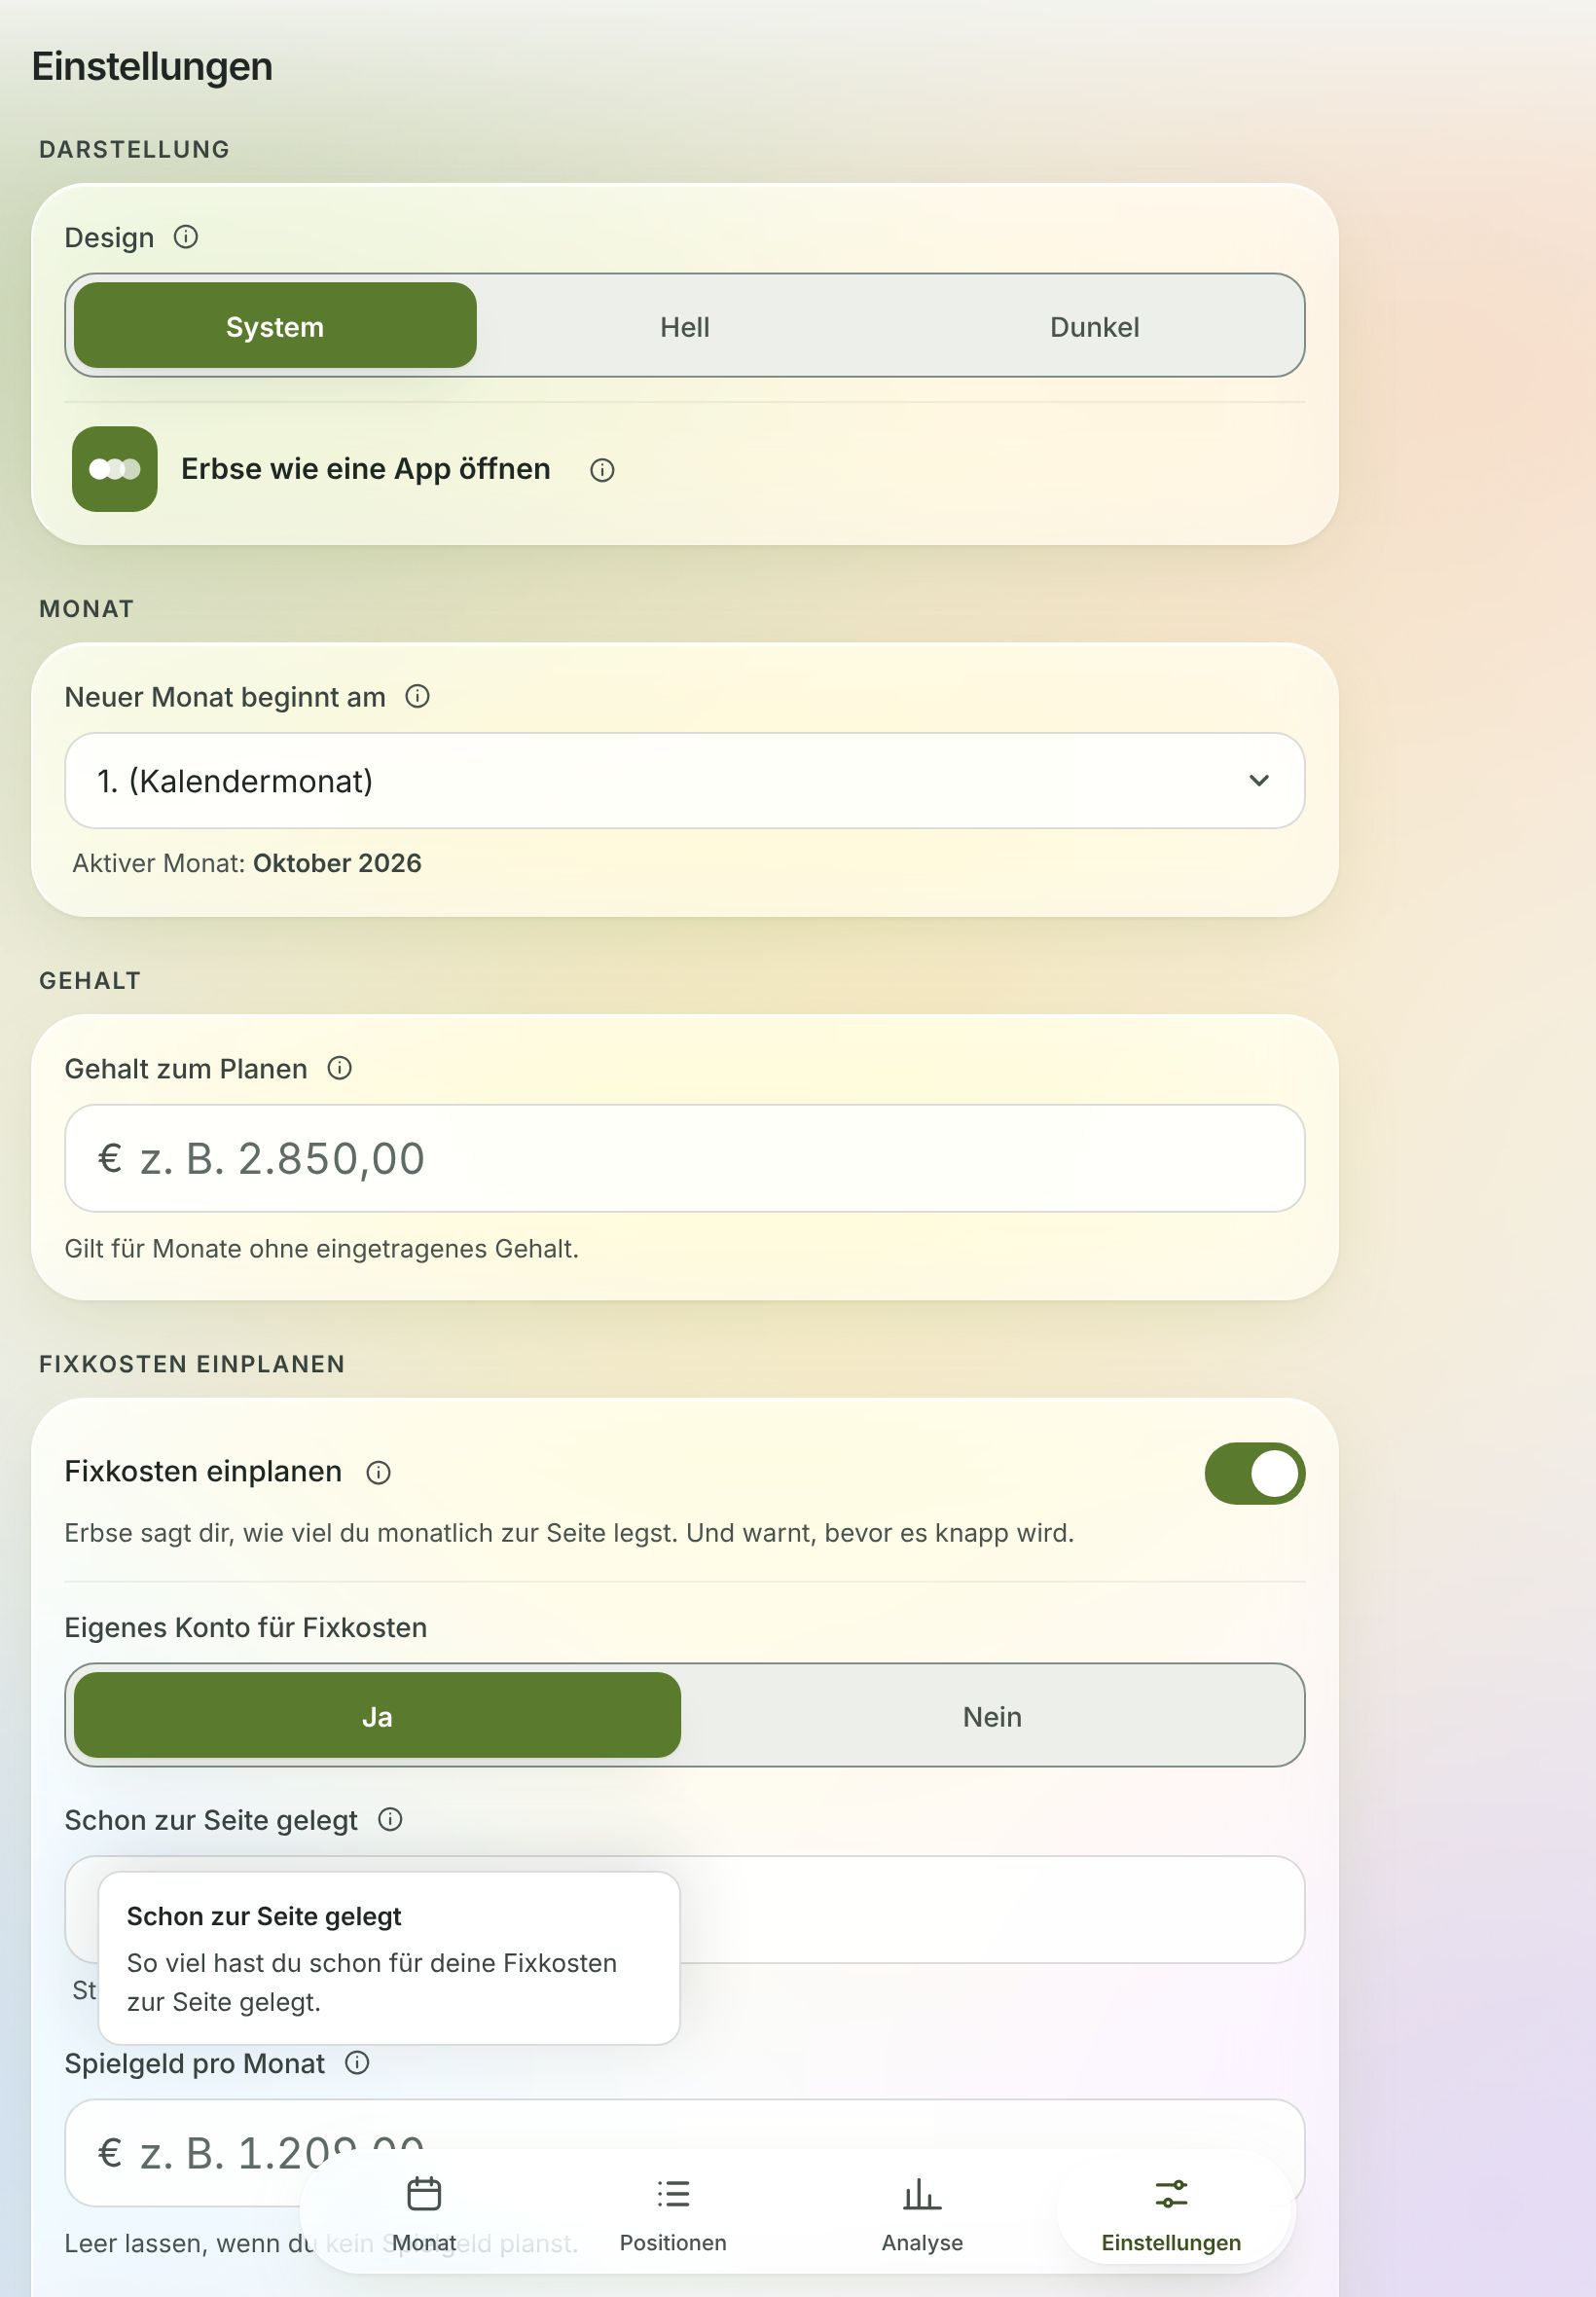 Einstellungen
DARSTELLUNG
Design
System Hell Dunkel
Erbse wie eine App öffnen
MONAT
Neuer Monat beginnt am
1. (Kalendermonat)
Aktiver Monat: Oktober 2026
GEHALT
Gehalt zum Planen
€ z. B. 2.850,00
Gilt für Monate ohne eingetragenes Gehalt.
FIXKOSTEN EINPLANEN
Fixkosten einplanen
Erbse sagt dir, wie viel du monatlich zur Seite legst. Und warnt, bevor es knapp wird.
Eigenes Konto für Fixkosten
Ja Nein
Schon zur Seite gelegt
Schon zur Seite gelegt
So viel hast du schon für deine Fixkosten
zur Seite gelegt.
Spielgeld pro Monat
€ z. B.
Leer lassen, wenn du kein Spielgeld planst.
Monat Positionen Analyse Einstellungen